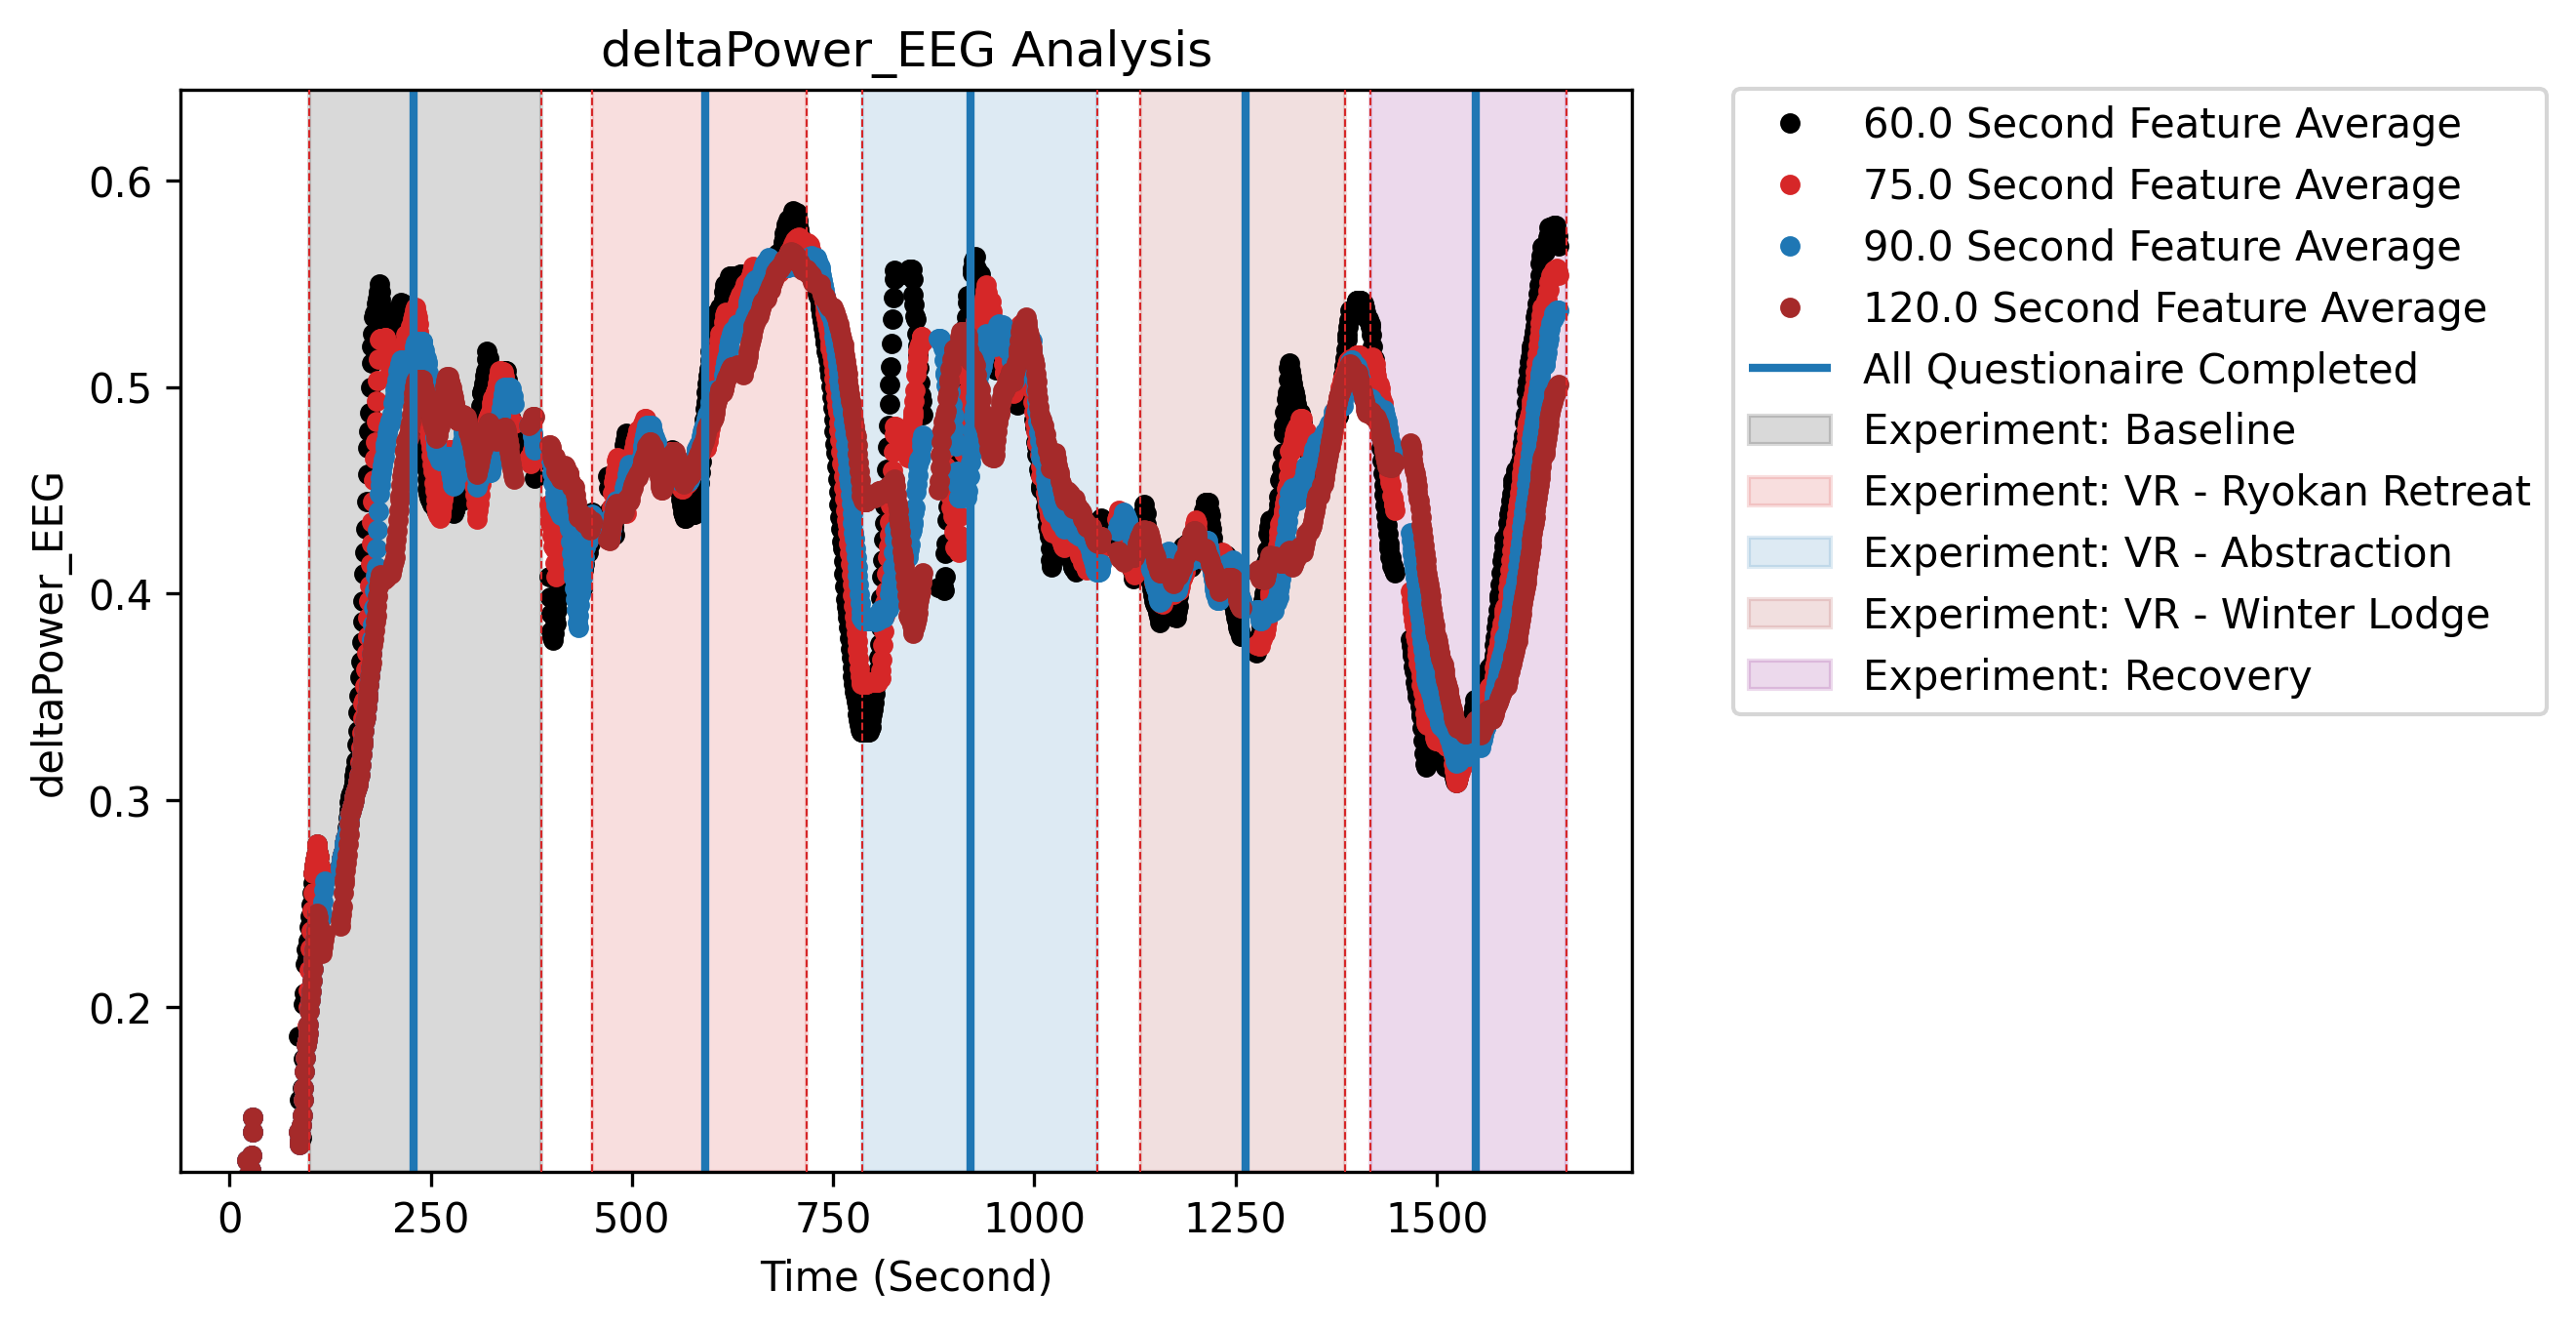 deltaPower_EEG Analysis
deltaPower_EEG
0.6
0.5
0.4
0.3
0.2
0
250
500
750
1000
1250
1500
Time (Second)
60.0 Second Feature Average
75.0 Second Feature Average
90.0 Second Feature Average
120.0 Second Feature Average
All Questionaire Completed
Experiment: Baseline
Experiment: VR - Ryokan Retreat
Experiment: VR - Abstraction
Experiment: VR - Winter Lodge
Experiment: Recovery